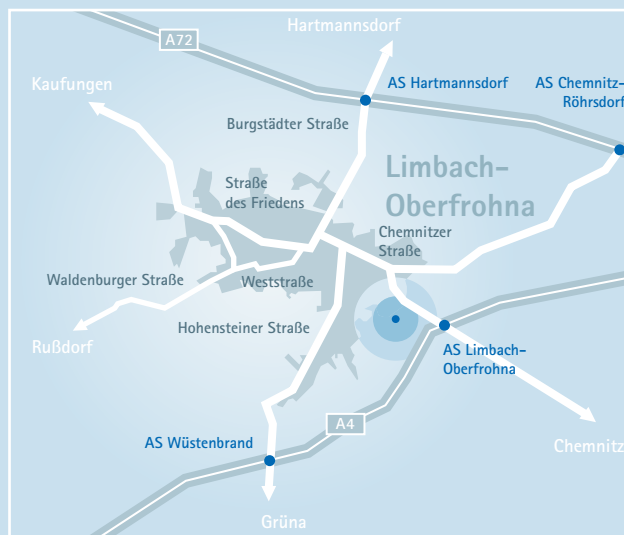 Hartmannsdorf
A72
Kaufungen
AS Hartmannsdorf
AS Chemnitz-
Röhrsdorf
Burgstädter Straße
Limbach-
Oberfrohna
Straße
des Friedens
Chemnitzer
Straße
Waldenburger Straße
Weststraße
Hohensteiner Straße
Rußdorf
AS Limbach-
Oberfrohna
A4
AS Wüstenbrand
Chemnitz
Grüna